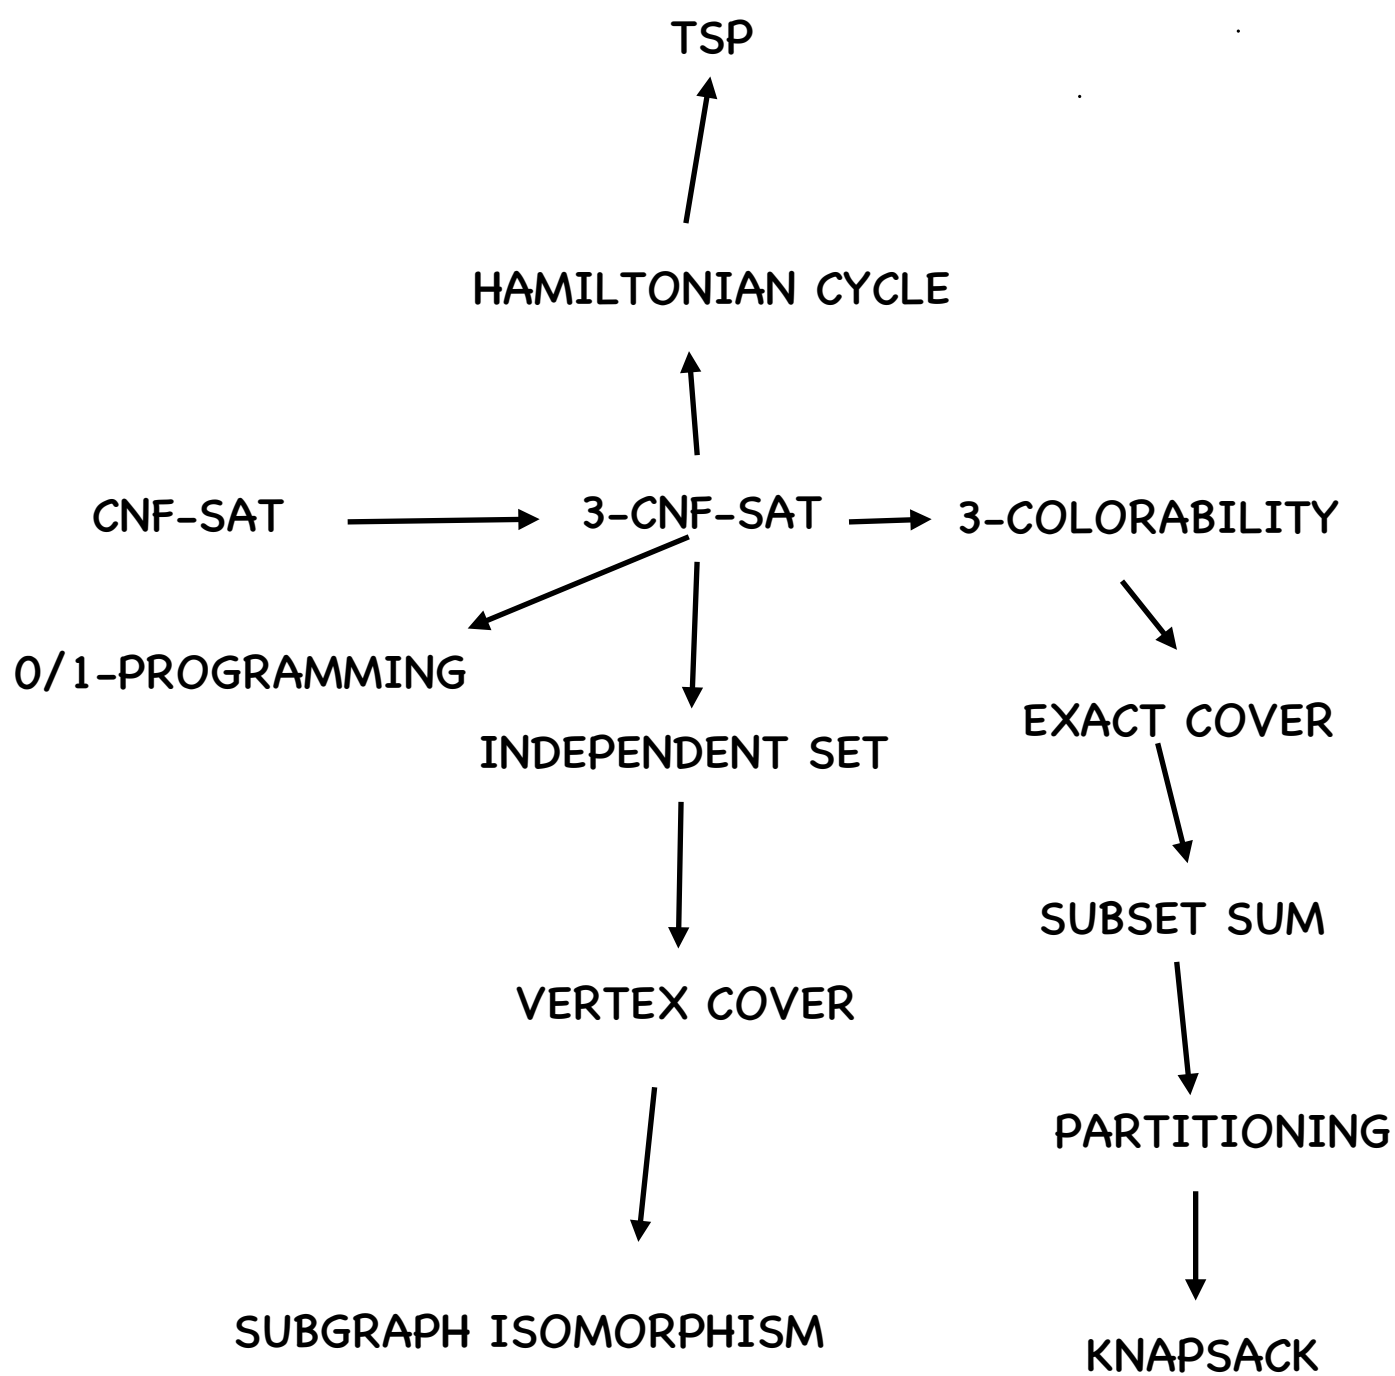 TSP
HAMILTONIAN CYCLE
CNF-SAT
3-CNF-SAT
3-COLORABILITY
0/1-PROGRAMMING
INDEPENDENT SET
EXACT COVER
SUBSET SUM
VERTEX COVER
PARTITIONING
SUBGRAPH ISOMORPHISM
KNAPSACK